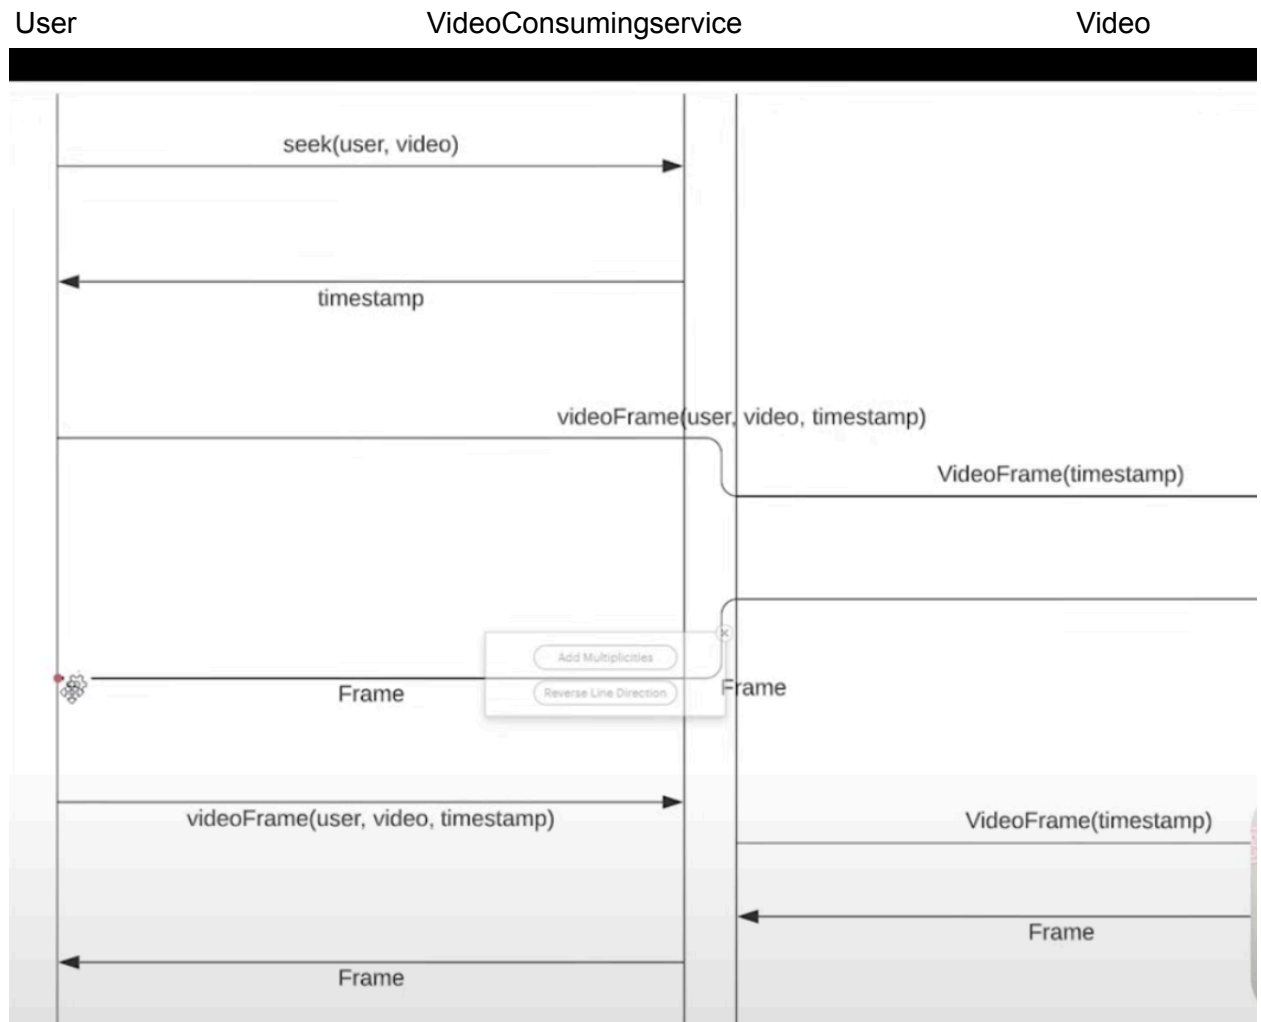 User VideoConsumingservice Video
seek(user, video)
timestamp
videoFrame(user, video, timestamp)
VideoFrame(timestamp)
Add Multiplicities
Frame
Reverse Line Direction
Frame
videoFrame(user, video, timestamp)
VideoFrame(timestamp)
Frame
Frame